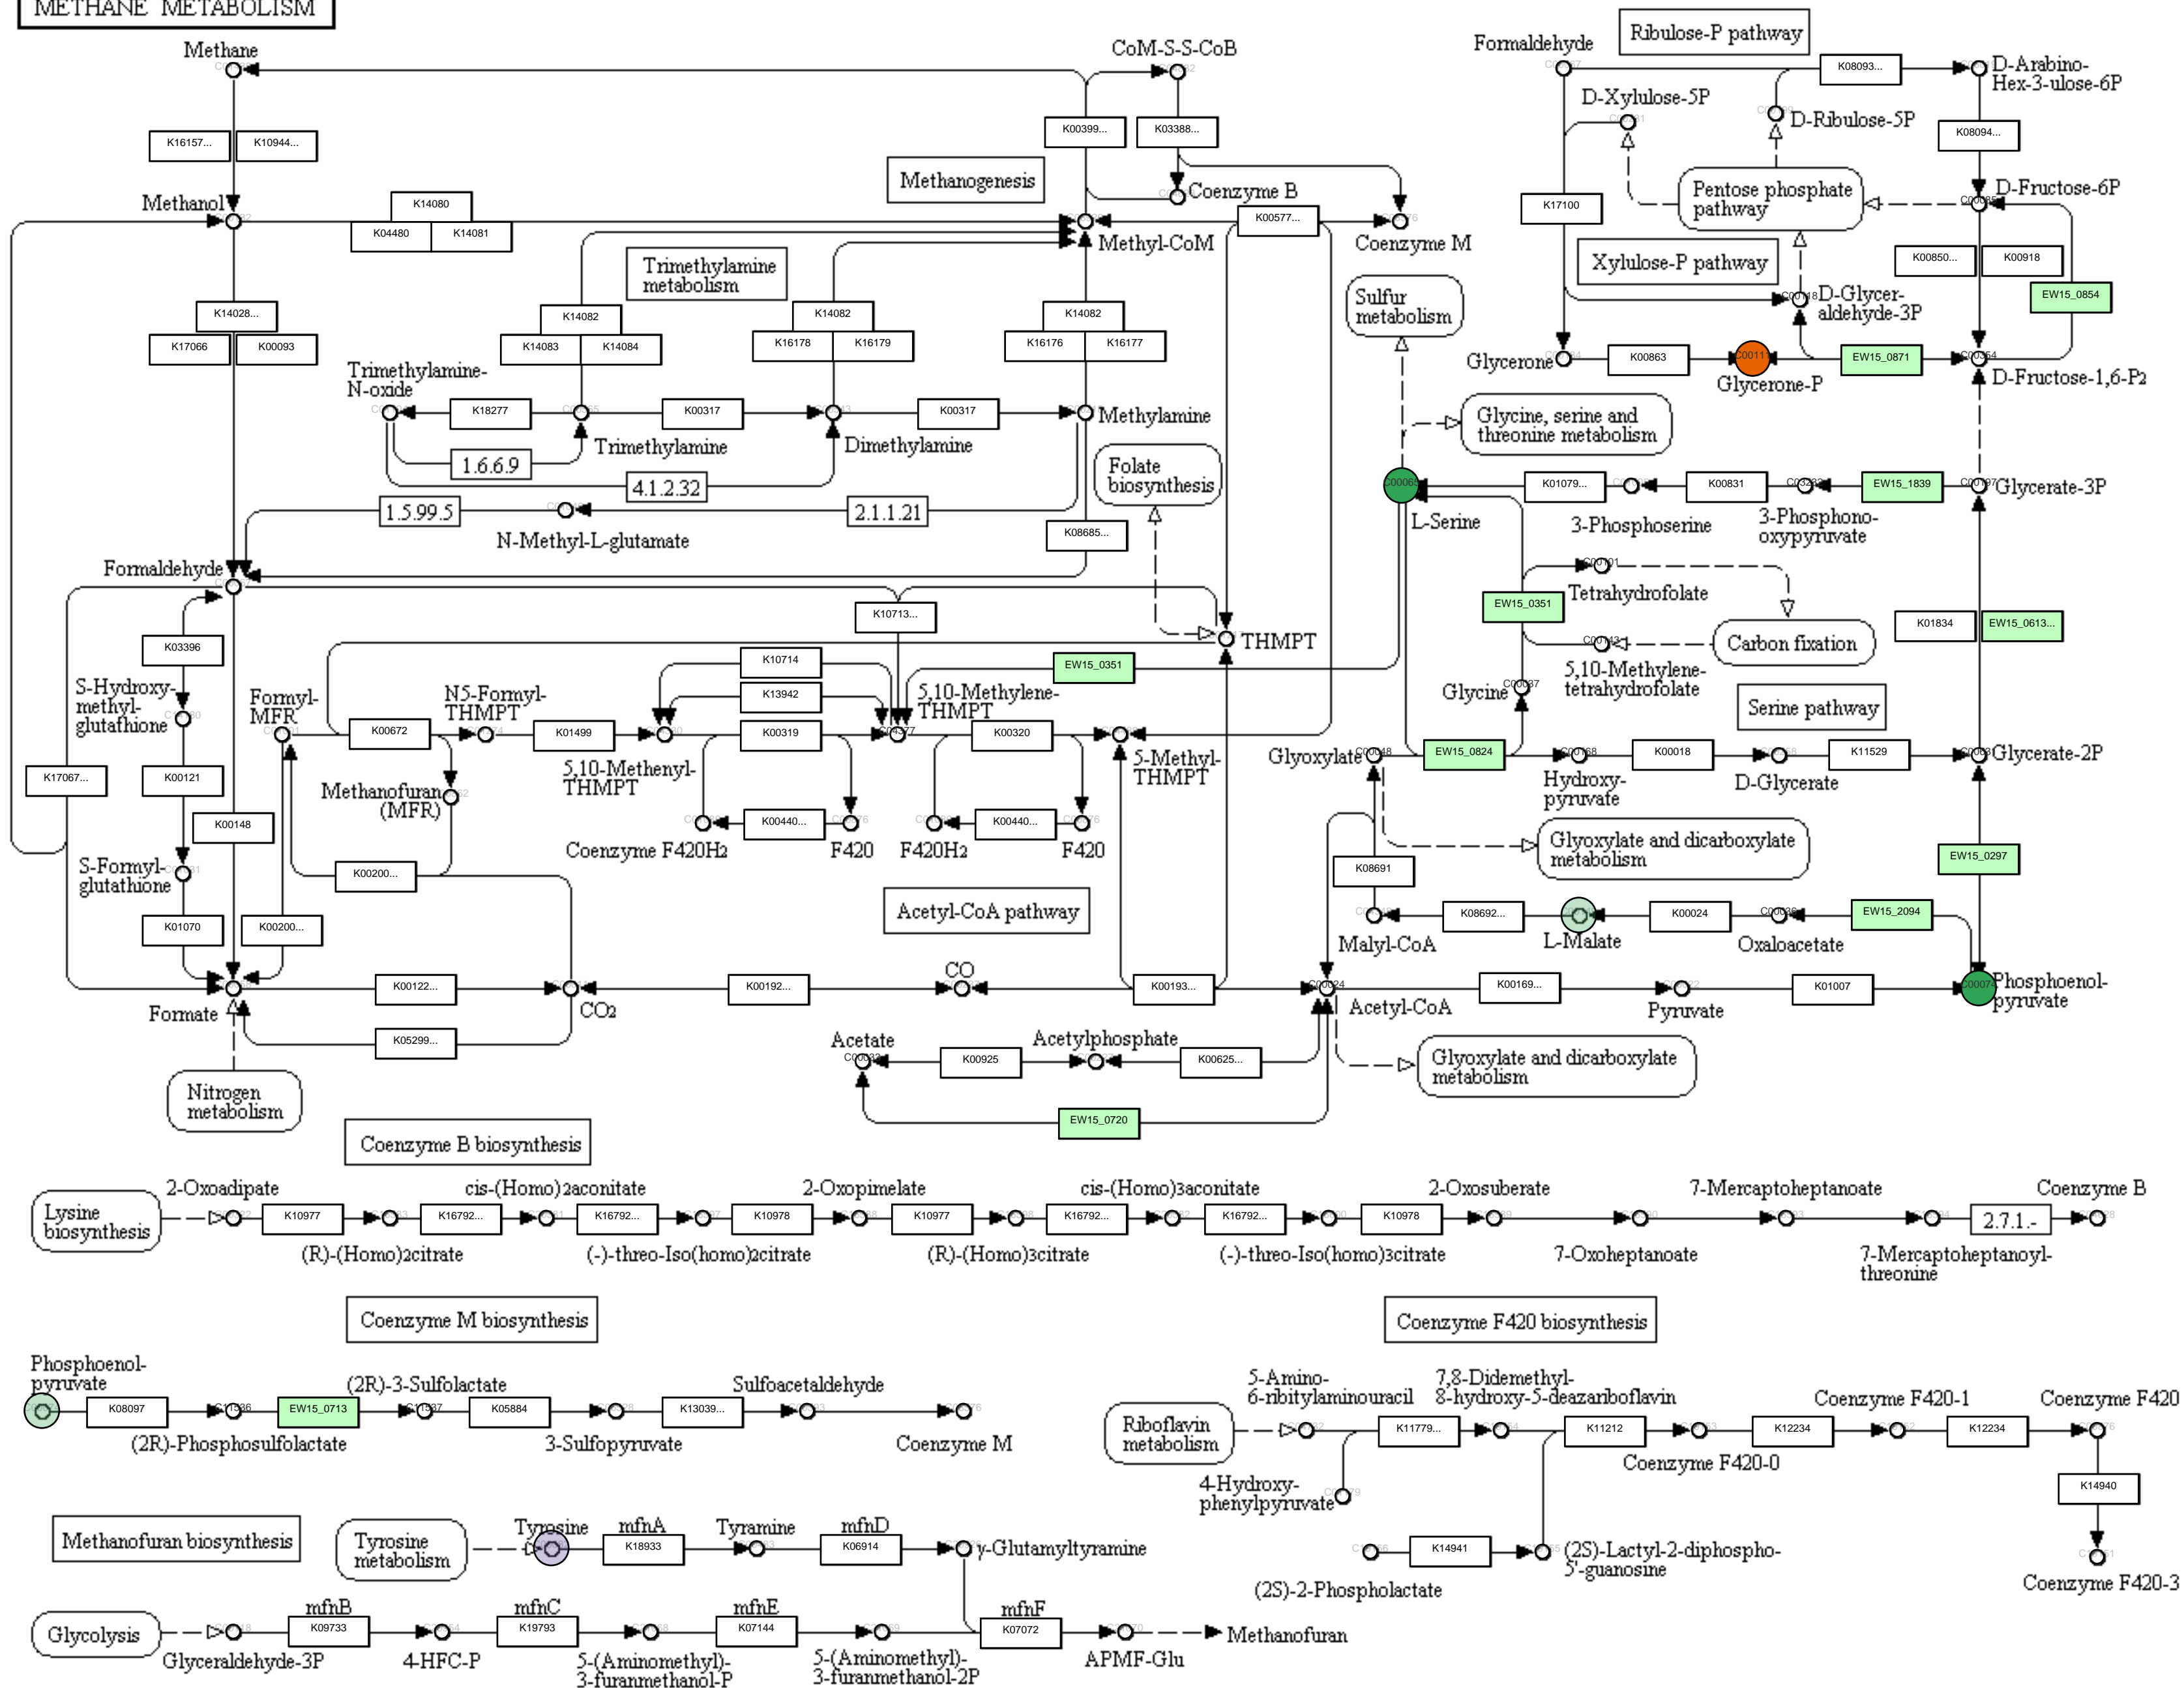 METHANE METABOLISM
Methane
CoM-S-S-CoB
Formaldehyde
Ribulose-P pathway
D-Arabino-
Hex-3-ulose-6P
K08093...
D-Xylulose-5P
D-Ribulose-5P
K16157...
K10944...
K00399...
K03388...
K08094...
Methanogenesis
Coenzyme B
Pentose phosphate
pathway
D-Fructose-6P
Methanol
K14080
K04480
K14081
K00577...
K17100
Methyl-CoM
Coenzyme M
Xylulose-P pathway
K00850...
K00918
Trimethylamine
metabolism
Sulfur
metabolism
D-Glycer-
aldehyde-3P
C00118
EW15_0854
K14028...
K17066
K00093
K14082
K14083
K14084
K14082
K16178
K16179
K14082
K16176
K16177
Glycerone
K00863
C00111
EW15_0871
C00354
Glycerone-P
D-Fructose-1,6-P2
Trimethylamine-
N-oxide
K18277
K00317
K00317
Methylamine
Trimethylamine
Dimethylamine
Glycine, serine and
threonine metabolism
1.6.6.9
4.1.2.32
Folate
biosynthesis
C00065
K01079...
K00831
EW15_1839
C00197
Glycerate-3P
1.5.99.5
2.1.1.21
L-Serine
3-Phosphoserine
3-Phosphono-
oxypyruvate
N-Methyl-L-glutamate
K08685...
Formaldehyde
C00101
Tetrahydrofolate
K10713...
EW15_0351
K01834
EW15_0613...
K03396
THMPT
C00143
Carbon fixation
K10714
EW15_0351
5,10-Methylene-
tetrahydrofolate
S-Hydroxy-
methyl-
glutathione
Formyl-
MFR
N5-Formyl-
THMPT
K13942
5,10-Methylene-
THMPT
Glycine
C00037
Serine pathway
K00672
K01499
K00319
C04377
K00320
Glyoxylate
C00048
EW15_0824
C00168
K00018
K11529
Glycerate-2P
K17067...
K00121
Methanofuran
(MFR)
5,10-Methenyl-
THMPT
5-Methyl-
THMPT
Hydroxy-
pyruvate
D-Glycerate
K00148
K00440...
K00440...
Coenzyme F420H2
F420
F420H2
F420
Glyoxylate and dicarboxylate
metabolism
S-Formyl-
glutathione
K00200...
K08691
EW15_0297
Acetyl-CoA pathway
K01070
K00200...
K08692...
K00024
C00036
EW15_2094
Malyl-CoA
L-Malate
Oxaloacetate
K00122...
K00192...
CO
K00193...
C00024
K00169...
K01007
C00074
Phosphoenol-
pyruvate
Formate
CO2
Acetyl-CoA
Pyruvate
K05299...
Acetate
C00033
K00925
Acetylphosphate
K00625...
Glyoxylate and dicarboxylate
metabolism
Nitrogen
metabolism
EW15_0720
Coenzyme B biosynthesis
2-Oxoadipate
cis-(Homo)2aconitate
2-Oxopimelate
cis-(Homo)3aconitate
2-Oxosuberate
7-Mercaptoheptanoate
Coenzyme B
Lysine
biosynthesis
K10977
K16792...
K16792...
K10978
K10977
K16792...
K16792...
K10978
2.7.1.-
(R)-(Homo)2citrate
(-)-threo-Iso(homo)2citrate
(R)-(Homo)3citrate
(-)-threo-Iso(homo)3citrate
7-Oxoheptanoate
7-Mercaptoheptanoyl-
threonine
Coenzyme M biosynthesis
Coenzyme F420 biosynthesis
Phosphoenol-
pyruvate
(2R)-3-Sulfolactate
Sulfoacetaldehyde
K08097
C11536
EW15_0713
C11537
K05884
K13039...
(2R)-Phosphosulfolactate
3-Sulfopyruvate
Coenzyme M
5-Amino-
6-ribitylaminouracil
7,8-Didemethyl-
8-hydroxy-5-deazariboflavin
Coenzyme F420-1
Coenzyme F420
Riboflavin
metabolism
K11779...
K11212
K12234
K12234
Coenzyme F420-0
4-Hydroxy-
phenylpyruvate
K14940
Methanofuran biosynthesis
Tyrosine
metabolism
Tyrosine
mfnA
K18933
Tyramine
mfnD
K06914
γ-Glutamyltyramine
K14941
(2S)-Lactyl-2-diphospho-
5'-guanosine
(2S)-2-Phospholactate
Coenzyme F420-3
Glycolysis
mfnB
K09733
mfnC
K19793
mfnE
K07144
mfnF
K07072
Methanofuran
Glyceraldehyde-3P
4-HFC-P
5-(Aminomethyl)-
3-furanmethanol-P
5-(Aminomethyl)-
3-furanmethanol-2P
APMF-Glu